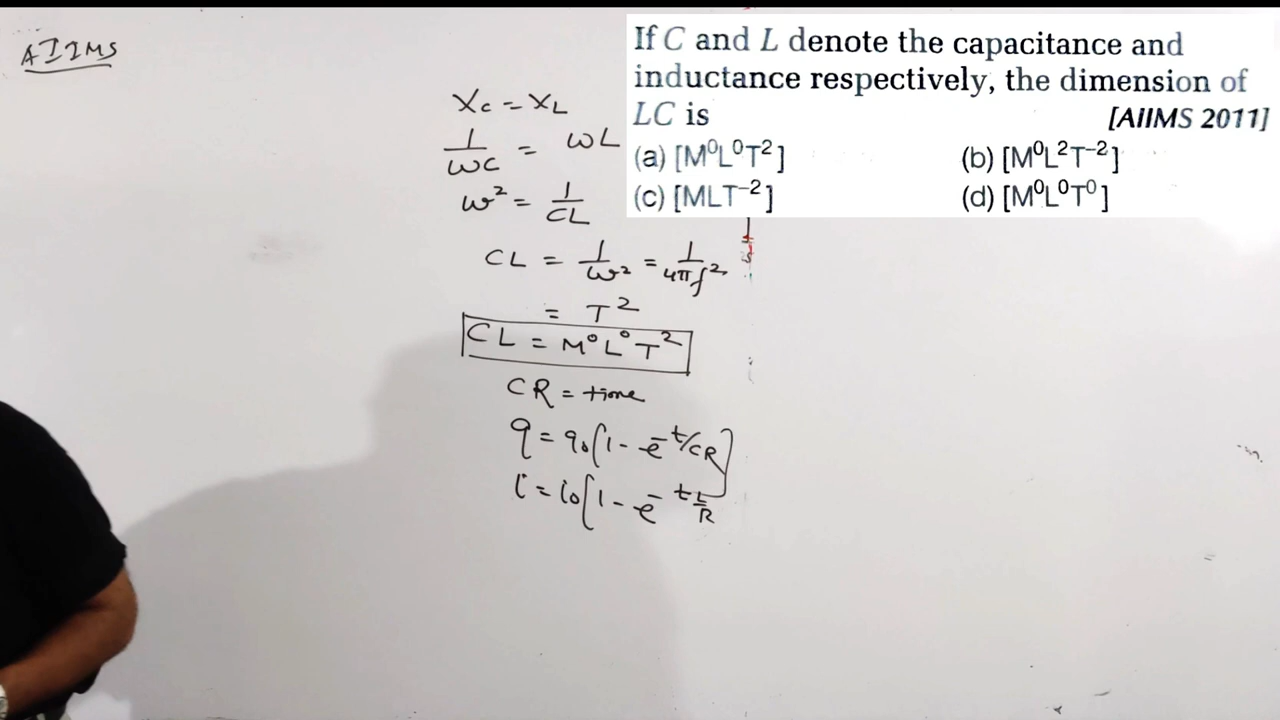 AIIMS
If C and L denote the capacitance and
inductance respectively, the dimension of
LC is [AIIMS 2011]
(a) [M⁰L⁰T²] (b) [M⁰L²T⁻²]
(c) [MLT⁻²] (d) [M⁰L⁰T⁰]
Xc = XL
1/ωC = ωL
ω² = 1/CL
CL = 1/ω² = 1/4πf²
= T²
CL = M⁰L⁰T²
CR = time
q = q₀[1 - e^-t/CR]
i = i₀[1 - e^-t L/R